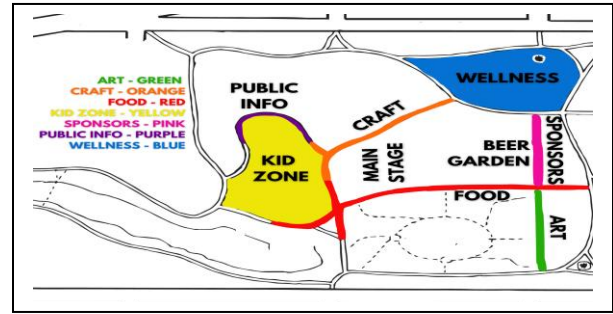 ART - GREEN
CRAFT - ORANGE
FOOD - RED
KID ZONE - YELLOW
SPONSORS - PINK
PUBLIC INFO - PURPLE
WELLNESS - BLUE
PUBLIC
INFO
WELLNESS
CRAFT
KID
ZONE
MAIN
STAGE
BEER
GARDEN
SPONSORS
FOOD
ART